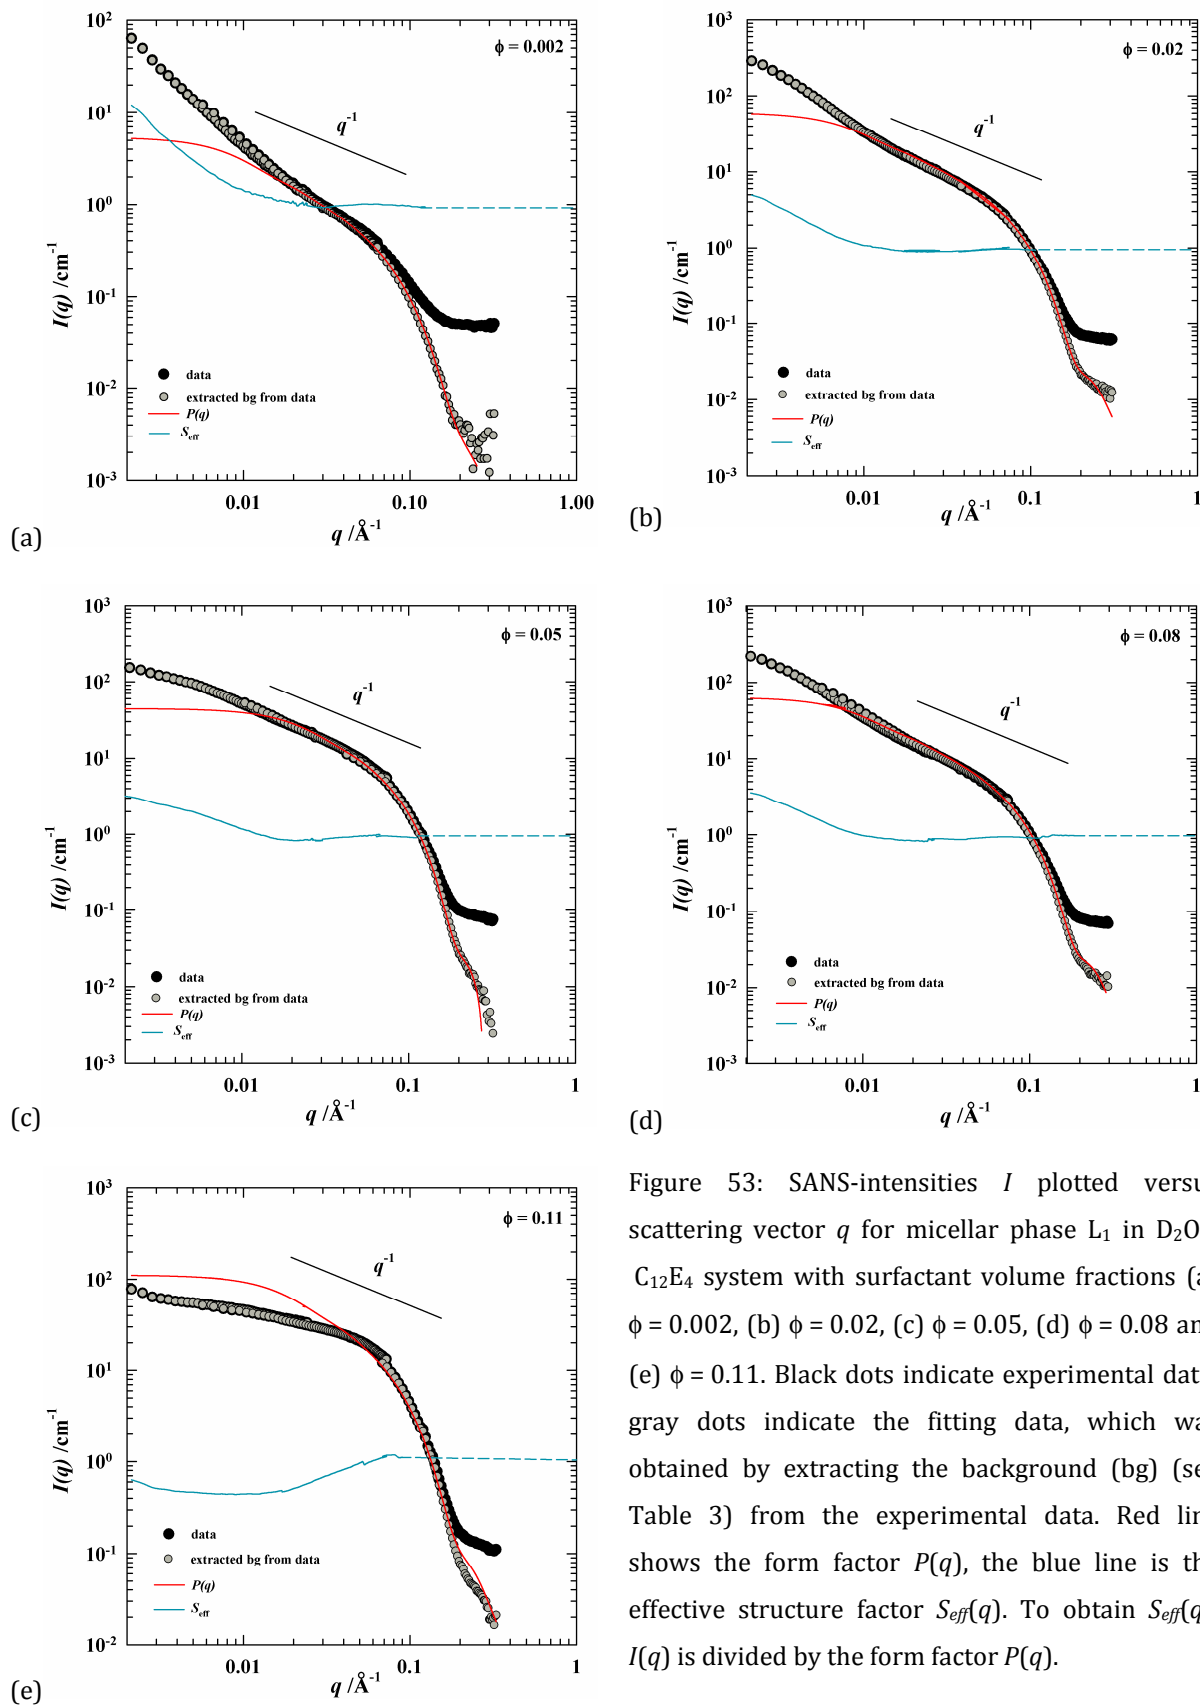 10² 10³
ϕ = 0.002 ϕ = 0.02
10¹ 10²
q⁻¹ q⁻¹
10⁰ 10¹
I(q) /cm⁻¹ I(q) /cm⁻¹
10⁻¹ 10⁰
10⁻² 10⁻¹
10⁻³ 10⁻²
10⁻³
data data
extracted bg from data extracted bg from data
P(q) P(q)
S_eff S_eff
0.01 0.10 1.00 0.01 0.1 1
q /Å⁻¹ q /Å⁻¹
(a) (b)
10³ 10³
ϕ = 0.05 ϕ = 0.08
10² 10²
q⁻¹ q⁻¹
10¹ 10¹
I(q) /cm⁻¹ I(q) /cm⁻¹
10⁰ 10⁰
10⁻¹ 10⁻¹
data data
extracted bg from data extracted bg from data
10⁻² 10⁻²
P(q) P(q)
S_eff S_eff
10⁻³ 10⁻³
0.01 0.1 1 0.01 0.1 1
q /Å⁻¹ q /Å⁻¹
(c) (d)
10³
ϕ = 0.11
10²
q⁻¹
10¹
I(q) /cm⁻¹
10⁰
data
10⁻¹
extracted bg from data
P(q)
S_eff
10⁻²
0.01 0.1 1
q /Å⁻¹
(e)
Figure 53: SANS-intensities I plotted versu
scattering vector q for micellar phase L₁ in D₂O
C₁₂E₄ system with surfactant volume fractions (a
ϕ = 0.002, (b) ϕ = 0.02, (c) ϕ = 0.05, (d) ϕ = 0.08 an
(e) ϕ = 0.11. Black dots indicate experimental dat
gray dots indicate the fitting data, which wa
obtained by extracting the background (bg) (se
Table 3) from the experimental data. Red lin
shows the form factor P(q), the blue line is th
effective structure factor S_eff(q). To obtain S_eff(q
I(q) is divided by the form factor P(q).